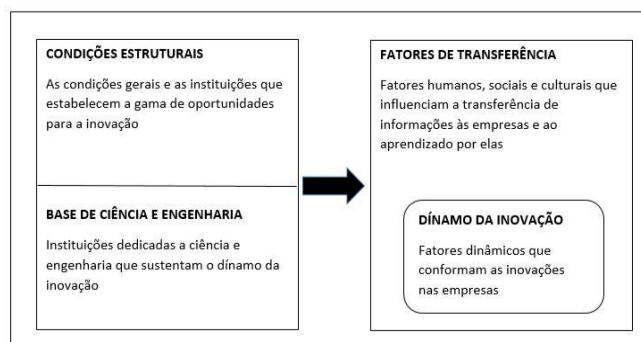 CONDIÇÕES ESTRUTURAIS
As condições gerais e as instituições que
estabelecem a gama de oportunidades
para a inovação
BASE DE CIÊNCIA E ENGENHARIA
Instituições dedicadas a ciência e
engenharia que sustentam o dínamo da
inovação
FATORES DE TRANSFERÊNCIA
Fatores humanos, sociais e culturais que
influenciam a transferência de
informações às empresas e ao
aprendizado por elas
DÍNAMO DA INOVAÇÃO
Fatores dinâmicos que
conformam as inovações
nas empresas